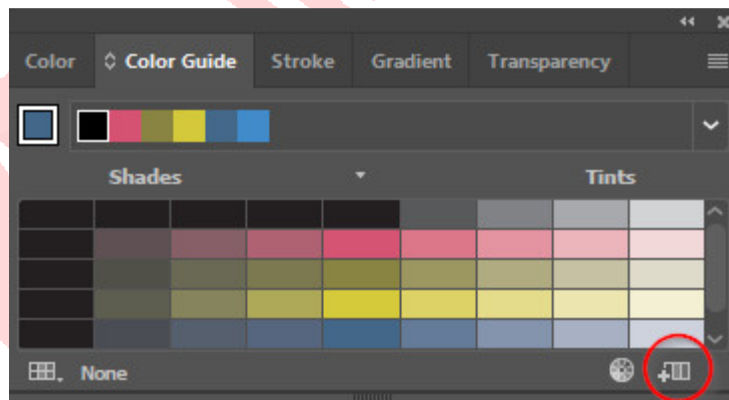 Color Color Guide Stroke Gradient Transparency
Shades Tints
None